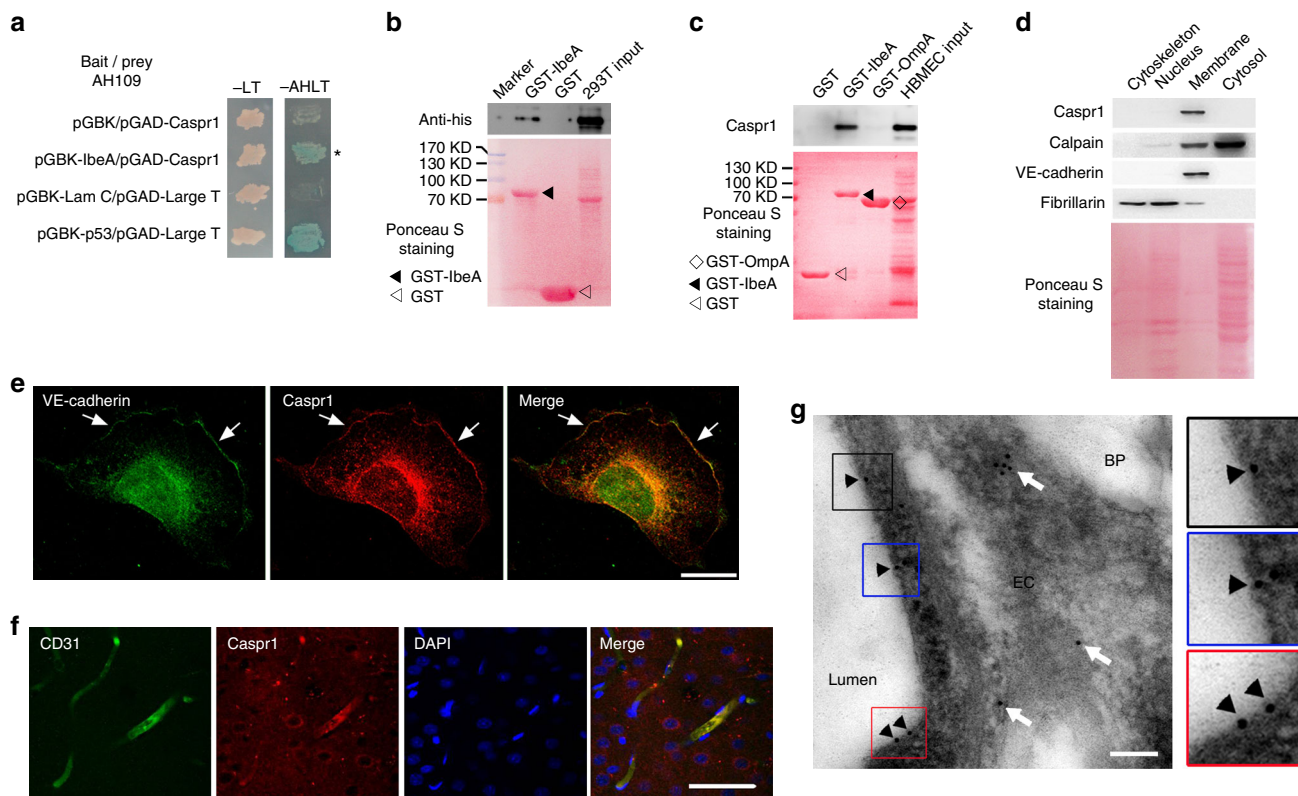 a
Bait / prey
AH109
–LT
–AHLT
pGBK/pGAD-Caspr1
pGBK-IbeA/pGAD-Caspr1
*
pGBK-Lam C/pGAD-Large T
pGBK-p53/pGAD-Large T
b
Marker
GST-IbeA
GST
293T input
Anti-his
170 KD
130 KD
100 KD
70 KD
Ponceau S
staining
GST-IbeA
GST
c
GST
GST-IbeA
GST-OmpA
HBMEC input
Caspr1
130 KD
100 KD
70 KD
Ponceau S
staining
GST-OmpA
GST-IbeA
GST
d
Cytoskeleton
Nucleus
Membrane
Cytosol
Caspr1
Calpain
VE-cadherin
Fibrillarin
Ponceau S
staining
e
VE-cadherin
Caspr1
Merge
f
CD31
Caspr1
DAPI
Merge
g
BP
EC
Lumen